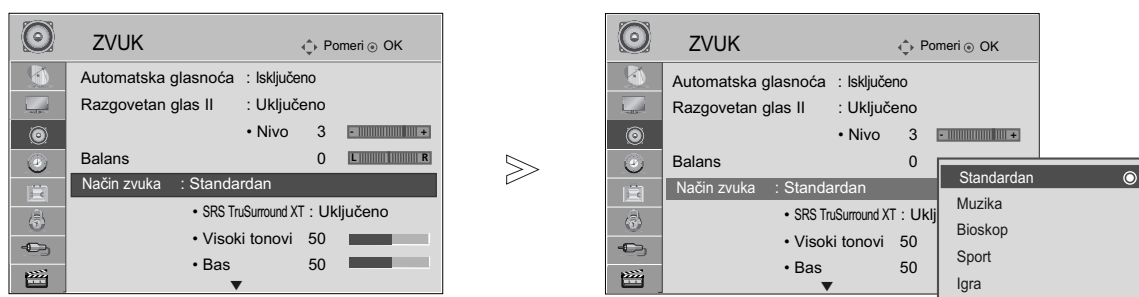 ZVUK
Pomeri OK
Automatska glasnoća : Isključeno
Razgovetan glas II : Uključeno
• Nivo 3 - +
Balans 0 L R
Način zvuka : Standardan
• SRS TruSurround XT : Uključeno
• Visoki tonovi 50
• Bas 50
ZVUK
Pomeri OK
Automatska glasnoća : Isključeno
Razgovetan glas II : Uključeno
• Nivo 3 - +
Balans 0
Način zvuka : Standardan
• SRS TruSurround XT : Uklj
• Visoki tonovi 50
• Bas 50
Standardan
Muzika
Bioskop
Sport
Igra